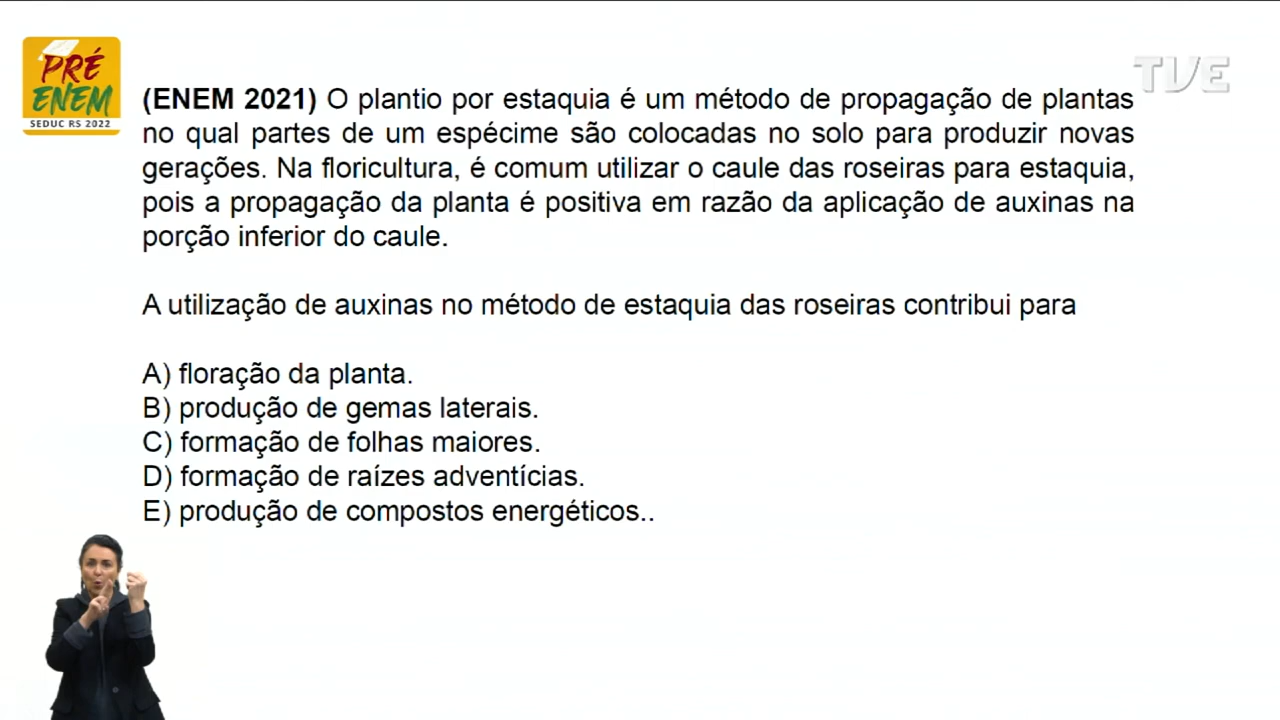 PRÉ
ENEM
SEDUC RS 2022
TVE
(ENEM 2021) O plantio por estaquia é um método de propagação de plantas
no qual partes de um espécime são colocadas no solo para produzir novas
gerações. Na floricultura, é comum utilizar o caule das roseiras para estaquia,
pois a propagação da planta é positiva em razão da aplicação de auxinas na
porção inferior do caule.
A utilização de auxinas no método de estaquia das roseiras contribui para
A) floração da planta.
B) produção de gemas laterais.
C) formação de folhas maiores.
D) formação de raízes adventícias.
E) produção de compostos energéticos..